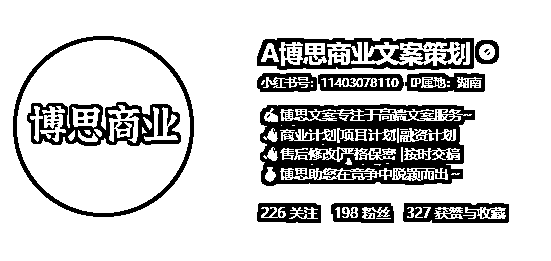 博思商业
A博思商业文案策划
小红书号：11403078110 IP属地：湖南
博思文案专注于高端文案服务~
商业计划|项目计划|融资计划
售后修改|严格保密|按时交稿
博思助您在竞争中脱颖而出~
226 关注 198 粉丝 327 获赞与收藏